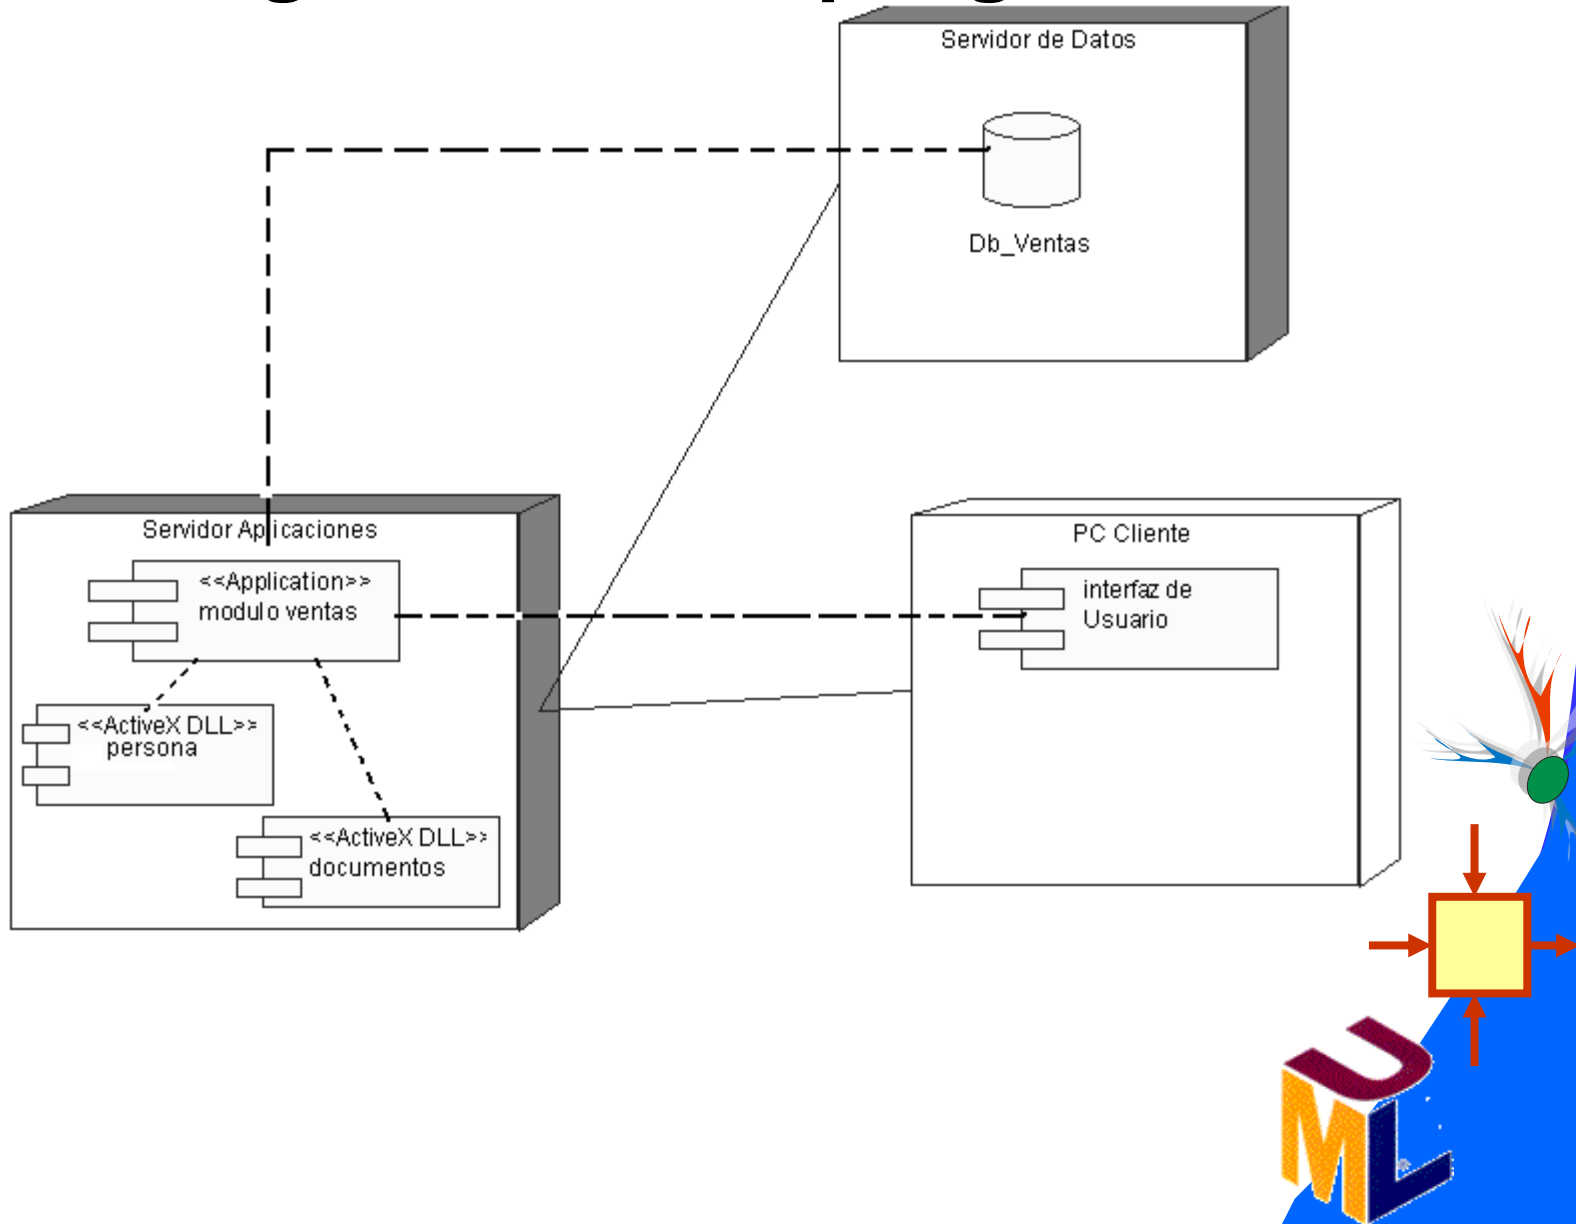 Servidor de Datos
Db_Ventas
Servidor Aplicaciones
<<Application>>
modulo ventas
<<ActiveX DLL>>
persona
<<ActiveX DLL>>
documentos
PC Cliente
interfaz de
Usuario
UML